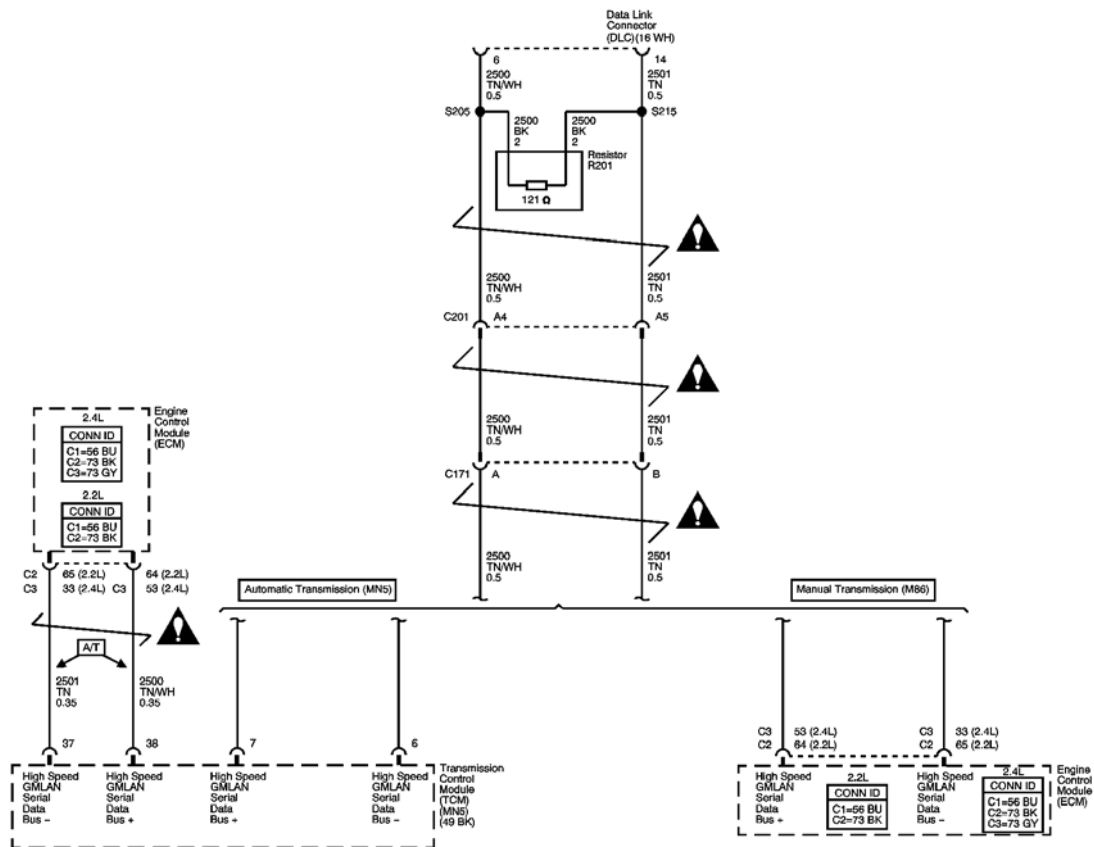 Data Link
Connector
(DLC)(16 WH)
6
14
2500
TN/WH
0.5
2501
TN
0.5
S205
S215
2500
BK
2
2500
BK
2
Resistor
R201
121 Ω
2500
TN/WH
0.5
2501
TN
0.5
C201
A4
A5
2500
TN/WH
0.5
2501
TN
0.5
C171
A
B
2500
TN/WH
0.5
2501
TN
0.5
Engine
Control
Module
(ECM)
2.4L
CONN ID
C1=56 BU
C2=73 BK
C3=73 GY
2.2L
CONN ID
C1=56 BU
C2=73 BK
C2 65 (2.2L) 64 (2.2L)
C3 33 (2.4L) C3 53 (2.4L)
A/T
2501
TN
0.35
2500
TN/WH
0.35
Automatic Transmission (MN5)
Manual Transmission (M86)
37
38
7
6
High Speed
GMLAN
Serial
Data
Bus –
High Speed
GMLAN
Serial
Data
Bus +
High Speed
GMLAN
Serial
Data
Bus +
High Speed
GMLAN
Serial
Data
Bus –
Transmission
Control
Module
(TCM)
(MN5)
(49 BK)
C3 53 (2.4L)
C2 64 (2.2L)
C3 33 (2.4L)
C2 65 (2.2L)
High Speed
GMLAN
Serial
Data
Bus +
2.2L
CONN ID
C1=56 BU
C2=73 BK
High Speed
GMLAN
Serial
Data
Bus –
2.4L
CONN ID
C1=56 BU
C2=73 BK
C3=73 GY
Engine
Control
Module
(ECM)